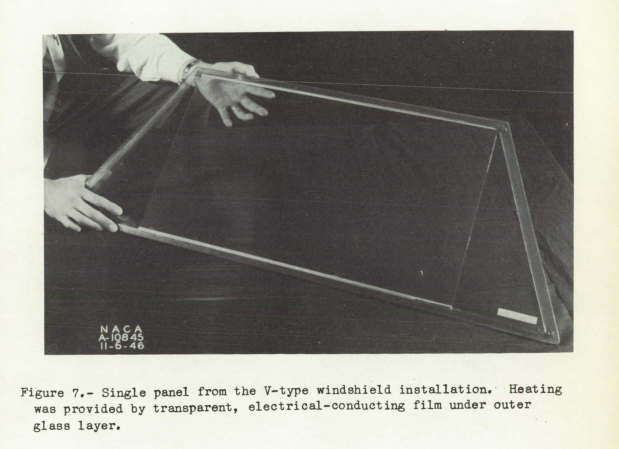 NACA
A-10845
11-6-46
Figure 7.- Single panel from the V-type windshield installation. Heating
was provided by transparent, electrical-conducting film under outer
glass layer.